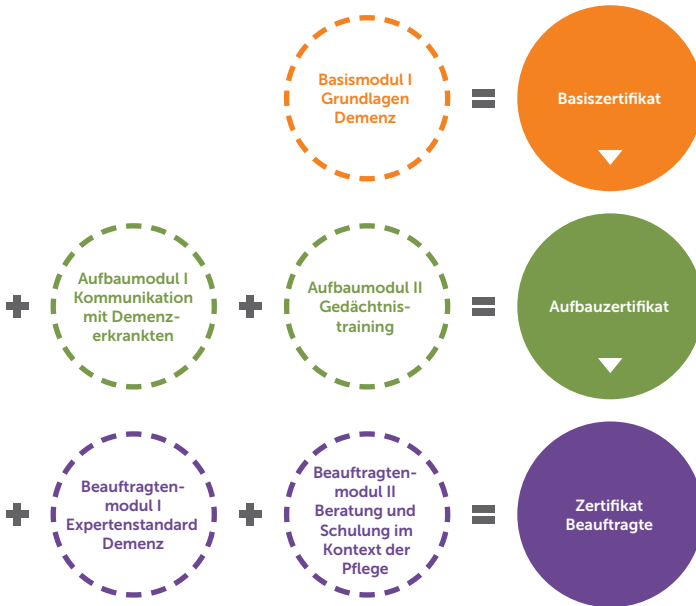 Basismodul I
Grundlagen
Demenz
=
Basiszertifikat
+
Aufbaumodul I
Kommunikation
mit Demenz-
erkrankten
+
Aufbaumodul II
Gedächtnis-
training
=
Aufbauzertifikat
+
Beauftragten-
modul I
Expertenstandard
Demenz
+
Beauftragten-
modul II
Beratung und
Schulung im
Kontext der
Pflege
=
Zertifikat
Beauftragte